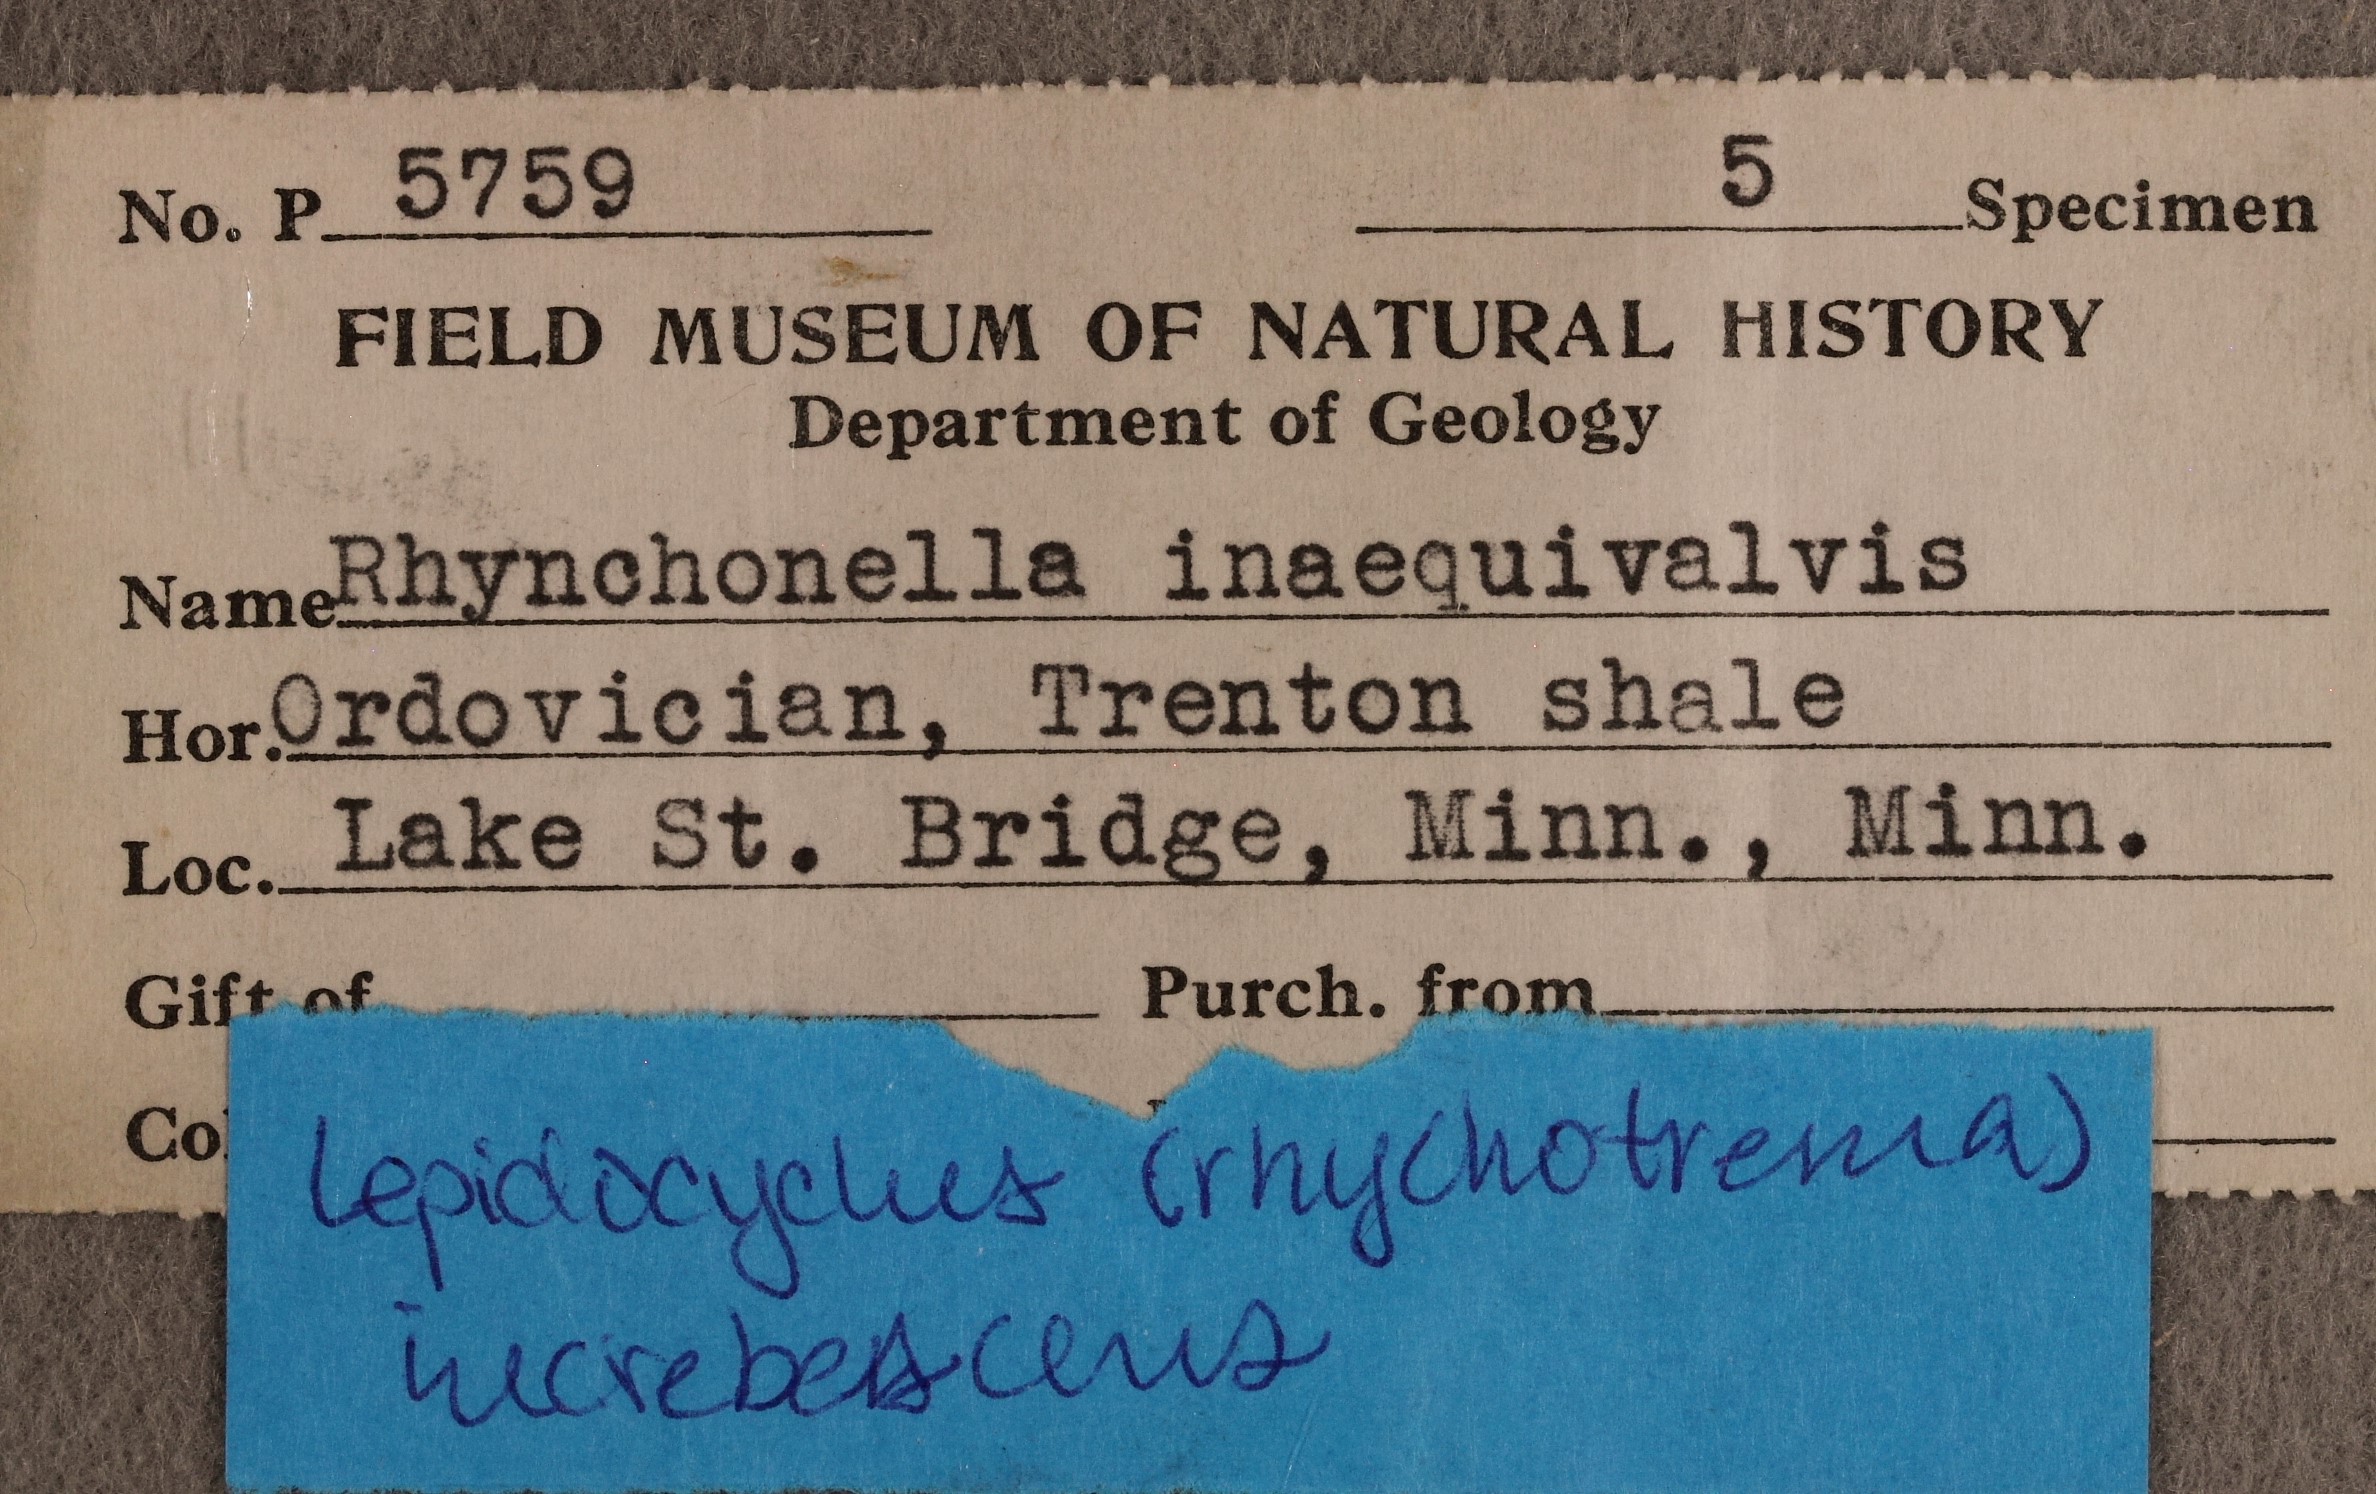 No. P 5759 5 Specimen
FIELD MUSEUM OF NATURAL HISTORY
Department of Geology
Name Rhynchonella inaequivalvis
Hor. Ordovician, Trenton shale
Loc. Lake St. Bridge, Minn., Minn.
Gift of Purch. from
lepidocyclus (rhychotrema)
increbescens